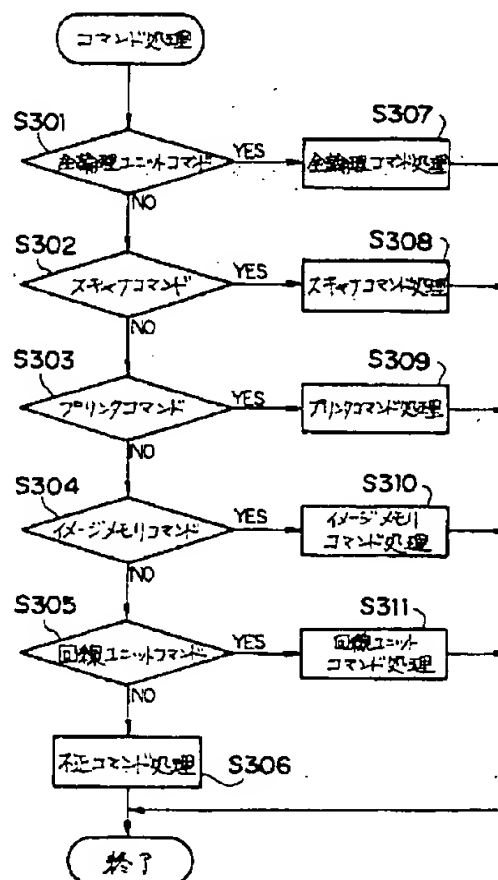 コマンド処理
S301
全論理ユニットコマンド
YES
S307
全論理コマンド処理
NO
S302
スキャナコマンド
YES
S308
スキャナコマンド処理
NO
S303
プリンタコマンド
YES
S309
プリンタコマンド処理
NO
S304
イメージメモリコマンド
YES
S310
イメージメモリ
コマンド処理
NO
S305
回線ユニットコマンド
YES
S311
回線ユニット
コマンド処理
NO
不正コマンド処理
S306
終了